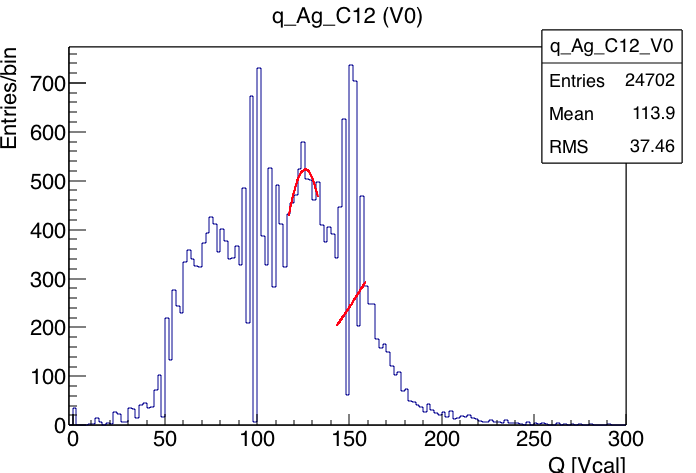 q_Ag_C12 (V0)
q_Ag_C12_V0
Entries 24702
Mean 113.9
RMS 37.46
Entries/bin
700
600
500
400
300
200
100
0
0 50 100 150 200 250 300
Q [Vcal]